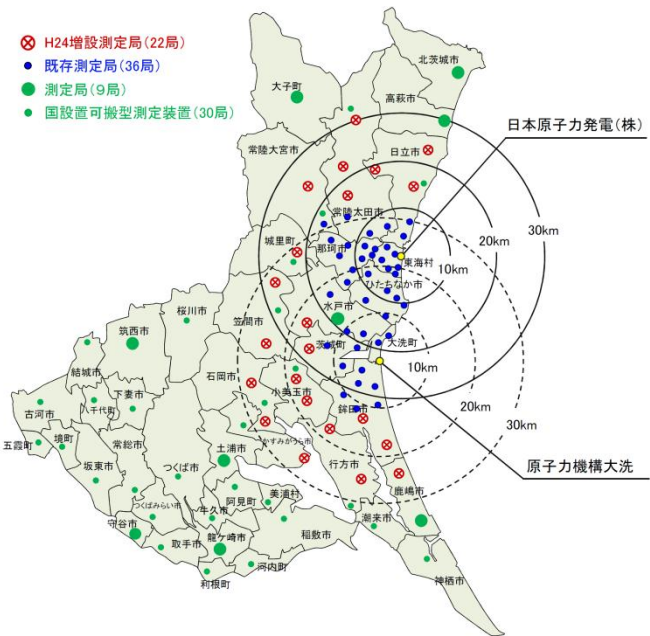 H24増設測定局(22局)
既存測定局(36局)
測定局(9局)
国設置可搬型測定装置(30局)
北茨城市
大子町
高萩市
日本原子力発電(株)
常陸大宮市
日立市
常陸太田市
30km
20km
10km
城里町
那珂市
東海村
ひたちなか市
水戸市
桜川市
笠間市
筑西市
茨城町
大洗町
結城市
石岡市
小美玉市
10km
20km
30km
下妻市
八千代町
古河市
鉾田市
五霞町
境町
常総市
かすみがうら市
土浦市
原子力機構大洗
坂東市
つくば市
行方市
鹿嶋市
つくばみらい市
阿見町
美浦村
牛久市
潮来市
守谷市
取手市
龍ケ崎市
稲敷市
利根町
河内町
神栖市